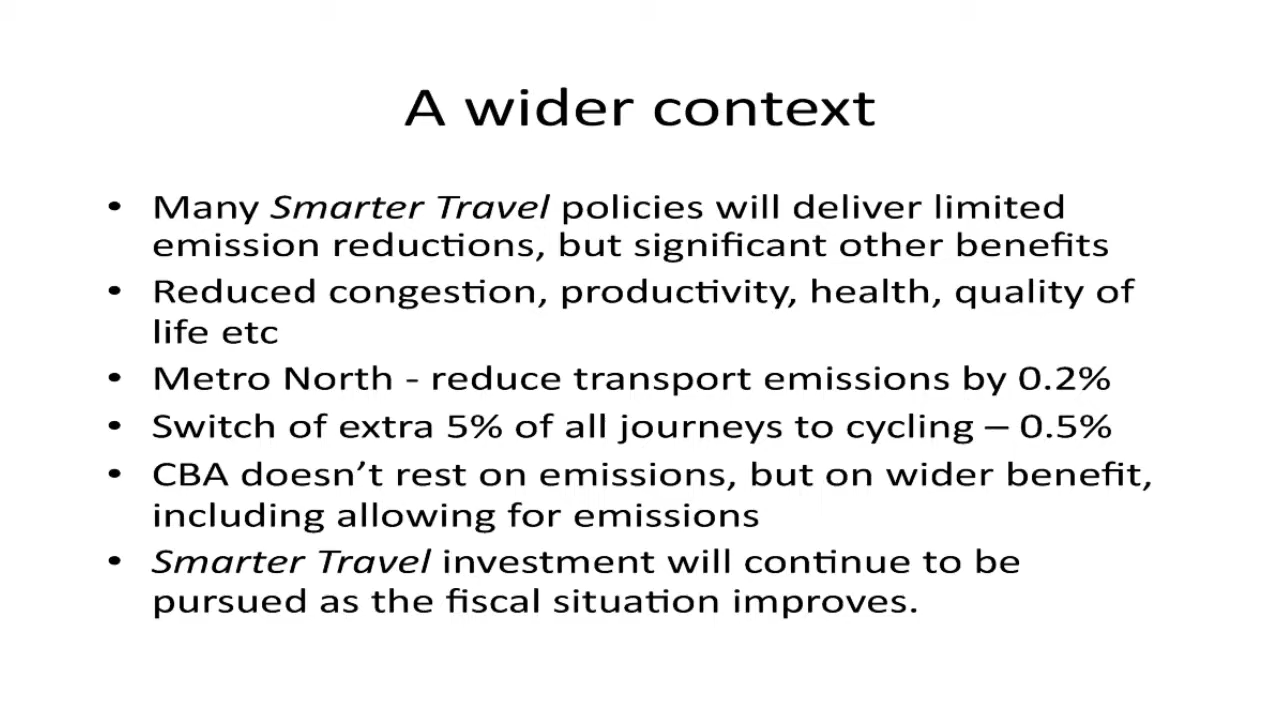 A wider context
• Many Smarter Travel policies will deliver limited
emission reductions, but significant other benefits
• Reduced congestion, productivity, health, quality of
life etc
• Metro North - reduce transport emissions by 0.2%
• Switch of extra 5% of all journeys to cycling – 0.5%
• CBA doesn’t rest on emissions, but on wider benefit,
including allowing for emissions
• Smarter Travel investment will continue to be
pursued as the fiscal situation improves.